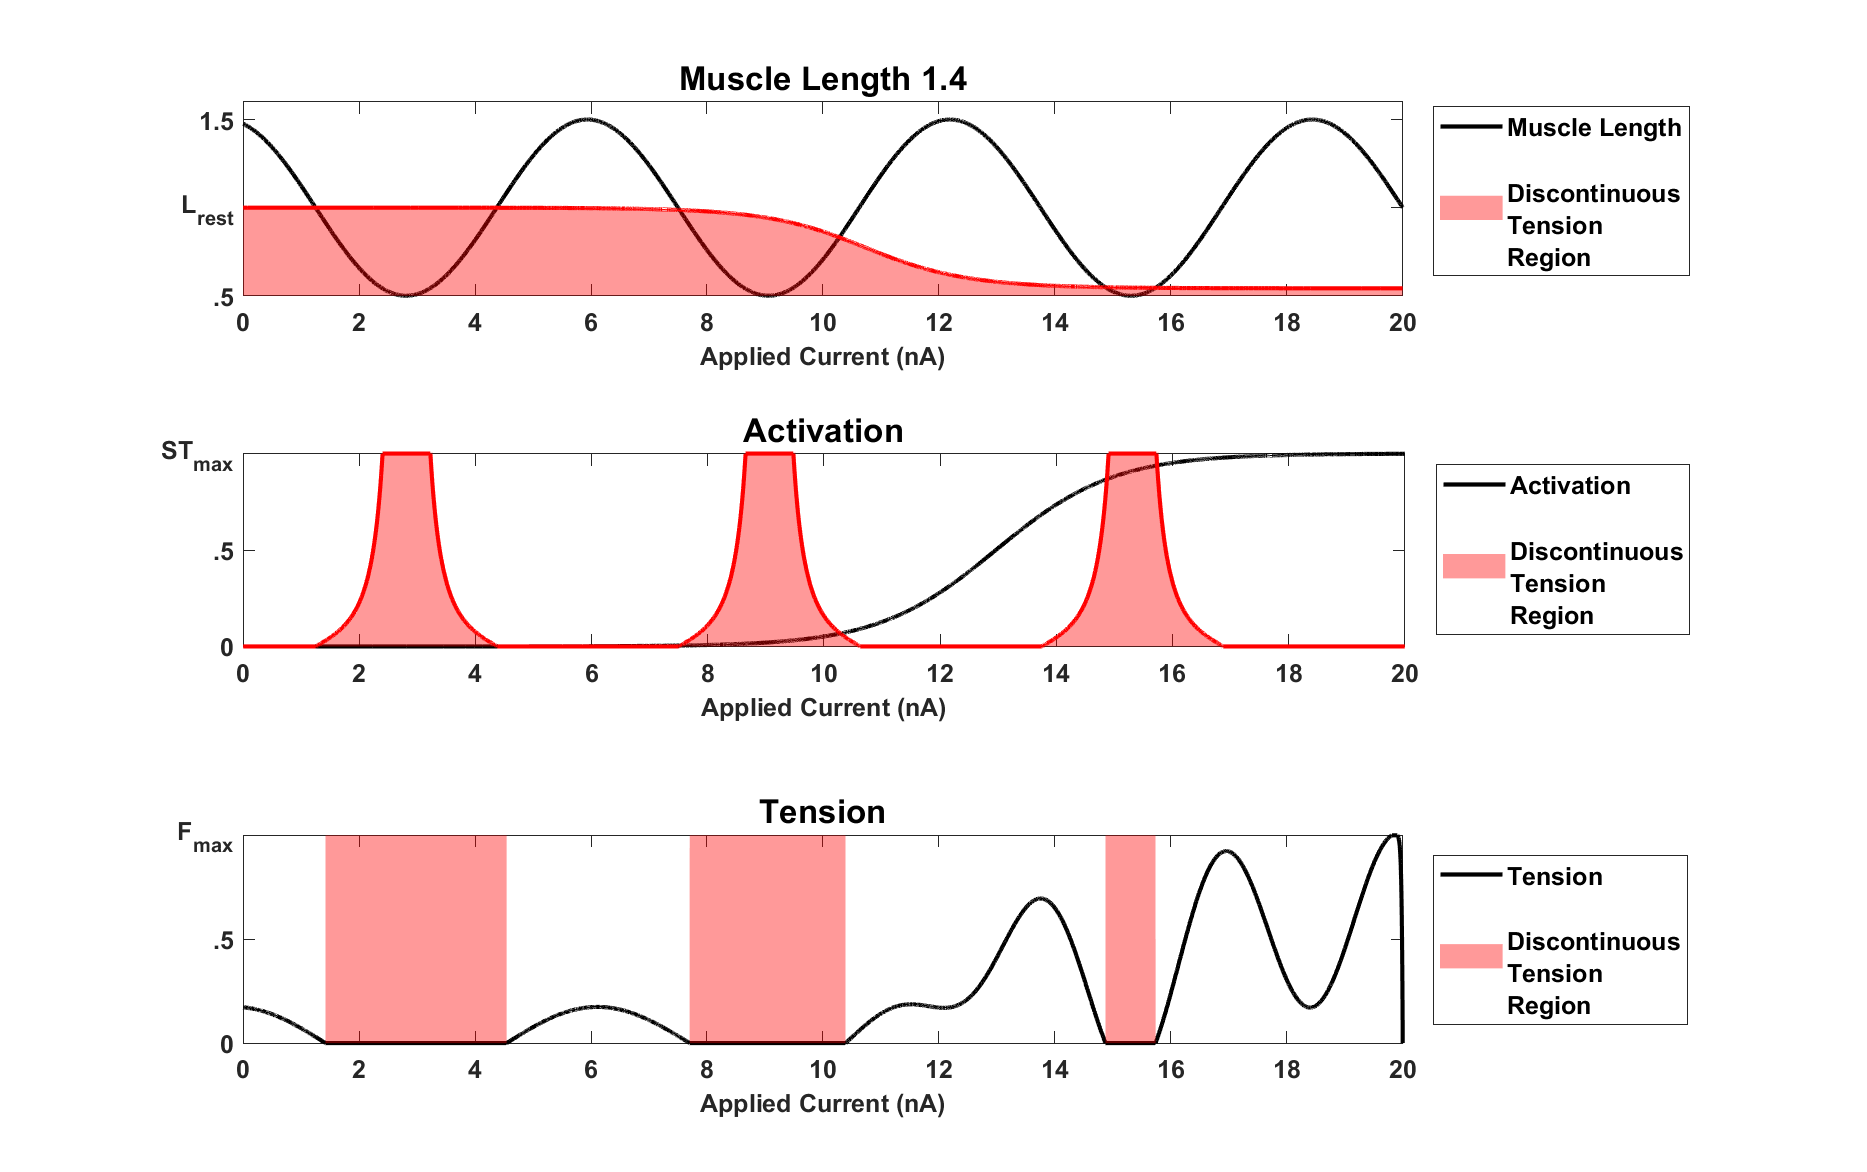 Muscle Length 1.4
1.5
L_rest
.5
0 2 4 6 8 10 12 14 16 18 20
Applied Current (nA)
Muscle Length
Discontinuous
Tension
Region
Activation
ST_max
.5
0
0 2 4 6 8 10 12 14 16 18 20
Applied Current (nA)
Activation
Discontinuous
Tension
Region
Tension
F_max
.5
0
0 2 4 6 8 10 12 14 16 18 20
Applied Current (nA)
Tension
Discontinuous
Tension
Region